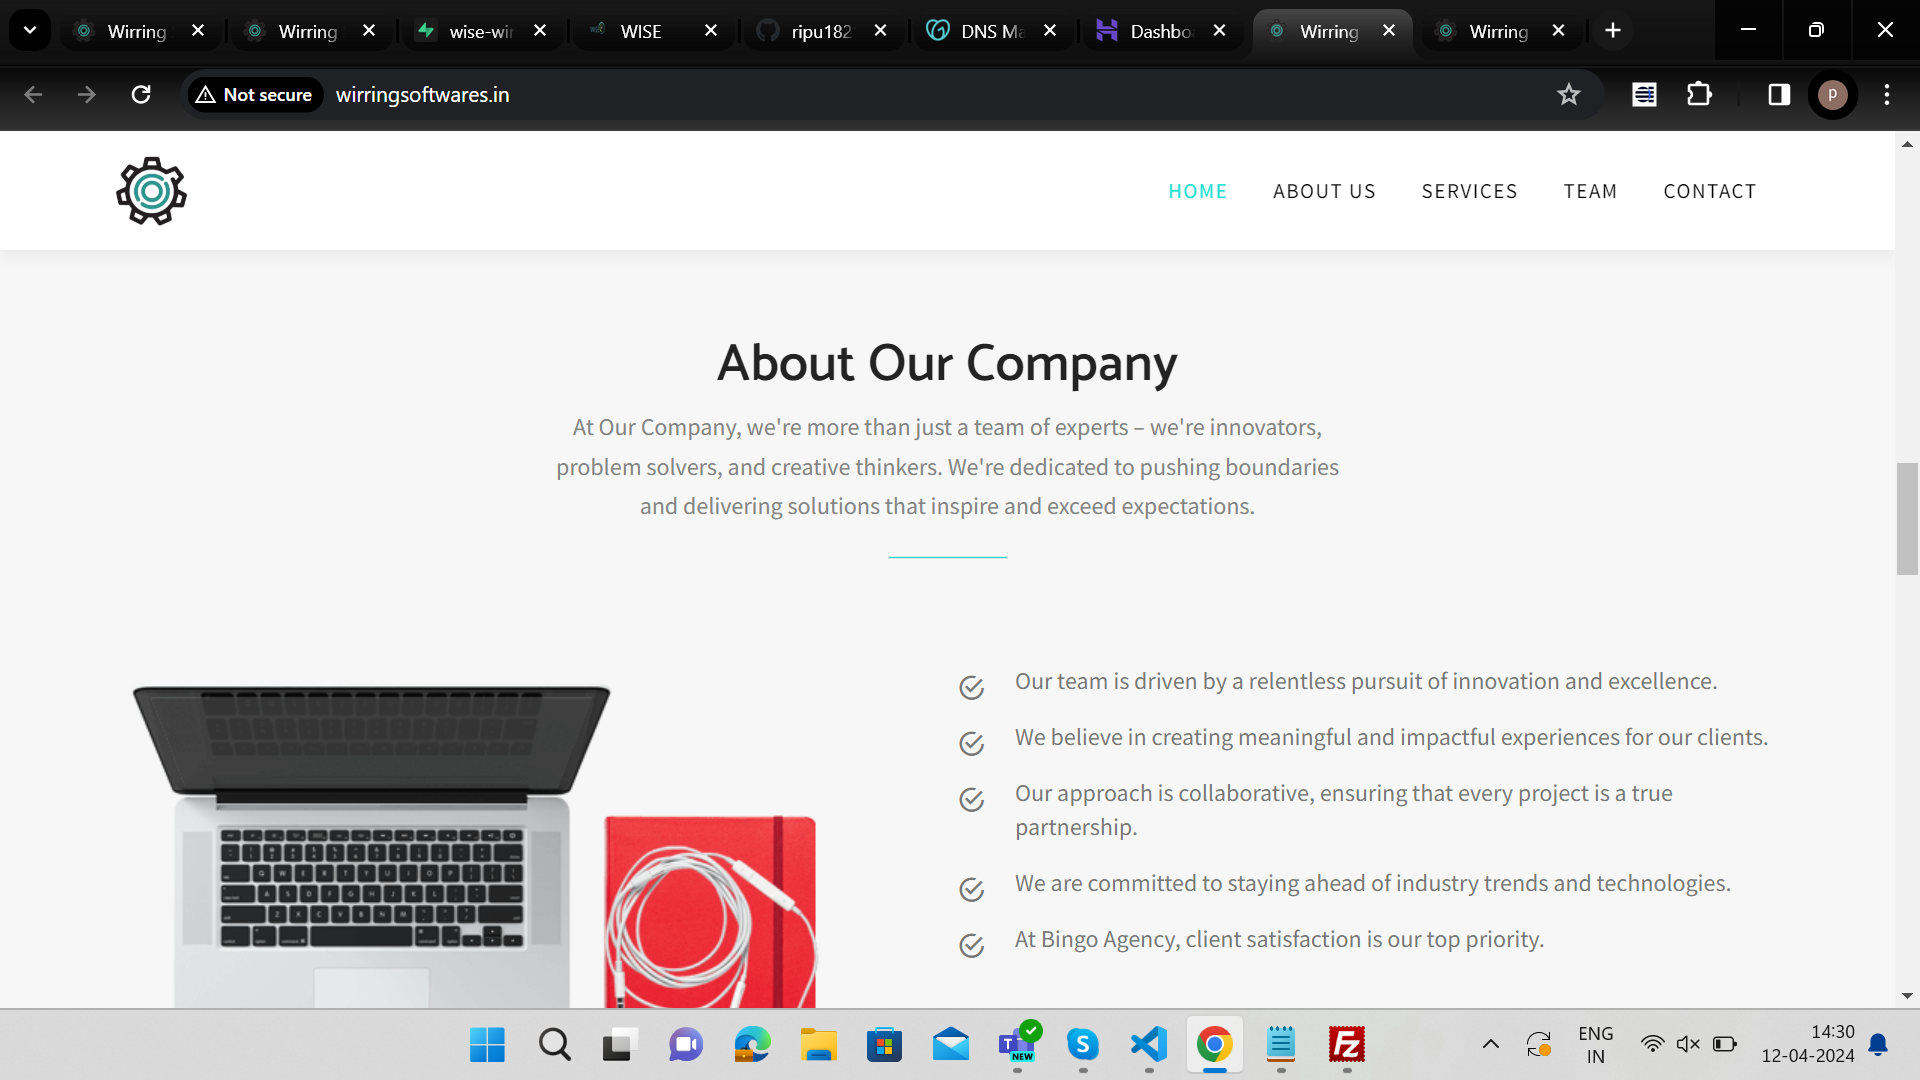 Wirring
Wirring
wise-wir
WISE
ripu182
DNS Ma
Dashbo
Wirring
Wirring
Not secure
wirringsoftwares.in
p
HOME
ABOUT US
SERVICES
TEAM
CONTACT
About Our Company
At Our Company, we're more than just a team of experts – we're innovators,
problem solvers, and creative thinkers. We're dedicated to pushing boundaries
and delivering solutions that inspire and exceed expectations.
Our team is driven by a relentless pursuit of innovation and excellence.
We believe in creating meaningful and impactful experiences for our clients.
Our approach is collaborative, ensuring that every project is a true
partnership.
We are committed to staying ahead of industry trends and technologies.
At Bingo Agency, client satisfaction is our top priority.
T
NEW
S
Fz
ENG
IN
14:30
12-04-2024